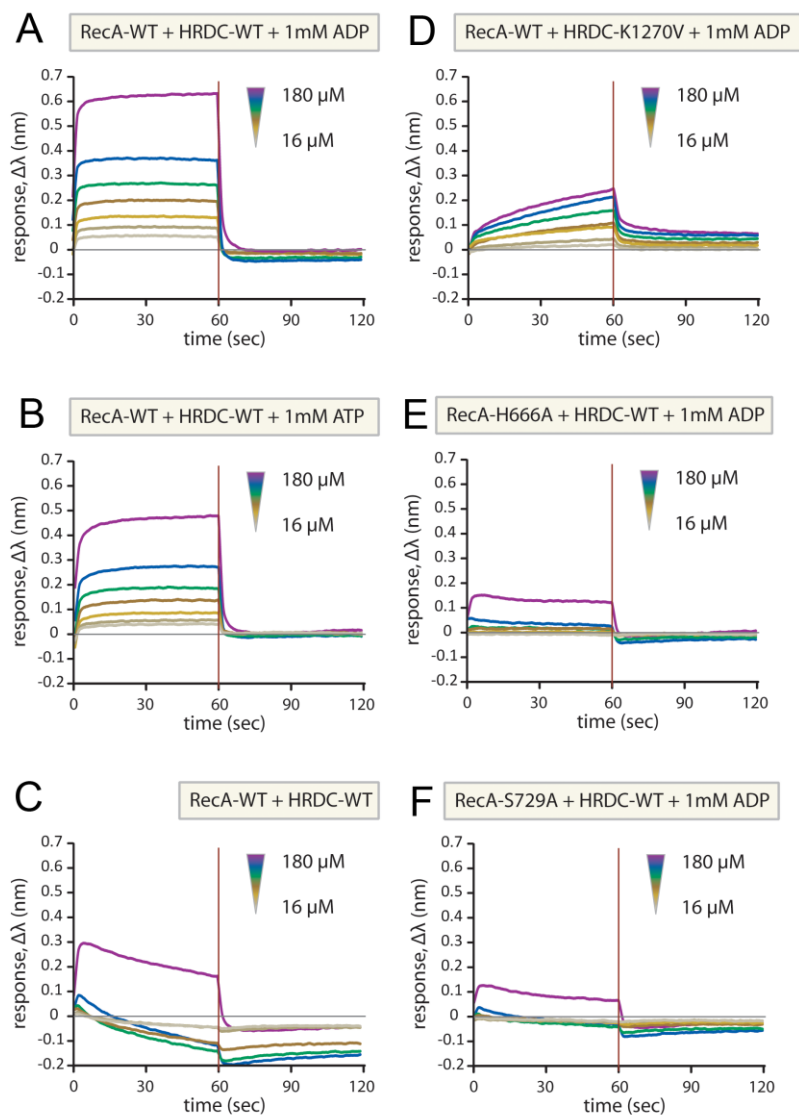 A
RecA-WT + HRDC-WT + 1mM ADP
response, Δλ (nm)
0.7
0.6
0.5
0.4
0.3
0.2
0.1
0
-0.1
-0.2
180 µM
16 µM
0 30 60 90 120
time (sec)
D
RecA-WT + HRDC-K1270V + 1mM ADP
response, Δλ (nm)
0.7
0.6
0.5
0.4
0.3
0.2
0.1
0
-0.1
-0.2
180 µM
16 µM
0 30 60 90 120
time (sec)
B
RecA-WT + HRDC-WT + 1mM ATP
response, Δλ (nm)
0.7
0.6
0.5
0.4
0.3
0.2
0.1
0
-0.1
-0.2
180 µM
16 µM
0 30 60 90 120
time (sec)
E
RecA-H666A + HRDC-WT + 1mM ADP
response, Δλ (nm)
0.7
0.6
0.5
0.4
0.3
0.2
0.1
0
-0.1
-0.2
180 µM
16 µM
0 30 60 90 120
time (sec)
C
RecA-WT + HRDC-WT
response, Δλ (nm)
0.7
0.6
0.5
0.4
0.3
0.2
0.1
0
-0.1
-0.2
180 µM
16 µM
0 30 60 90 120
time (sec)
F
RecA-S729A + HRDC-WT + 1mM ADP
response, Δλ (nm)
0.7
0.6
0.5
0.4
0.3
0.2
0.1
0
-0.1
-0.2
180 µM
16 µM
0 30 60 90 120
time (sec)